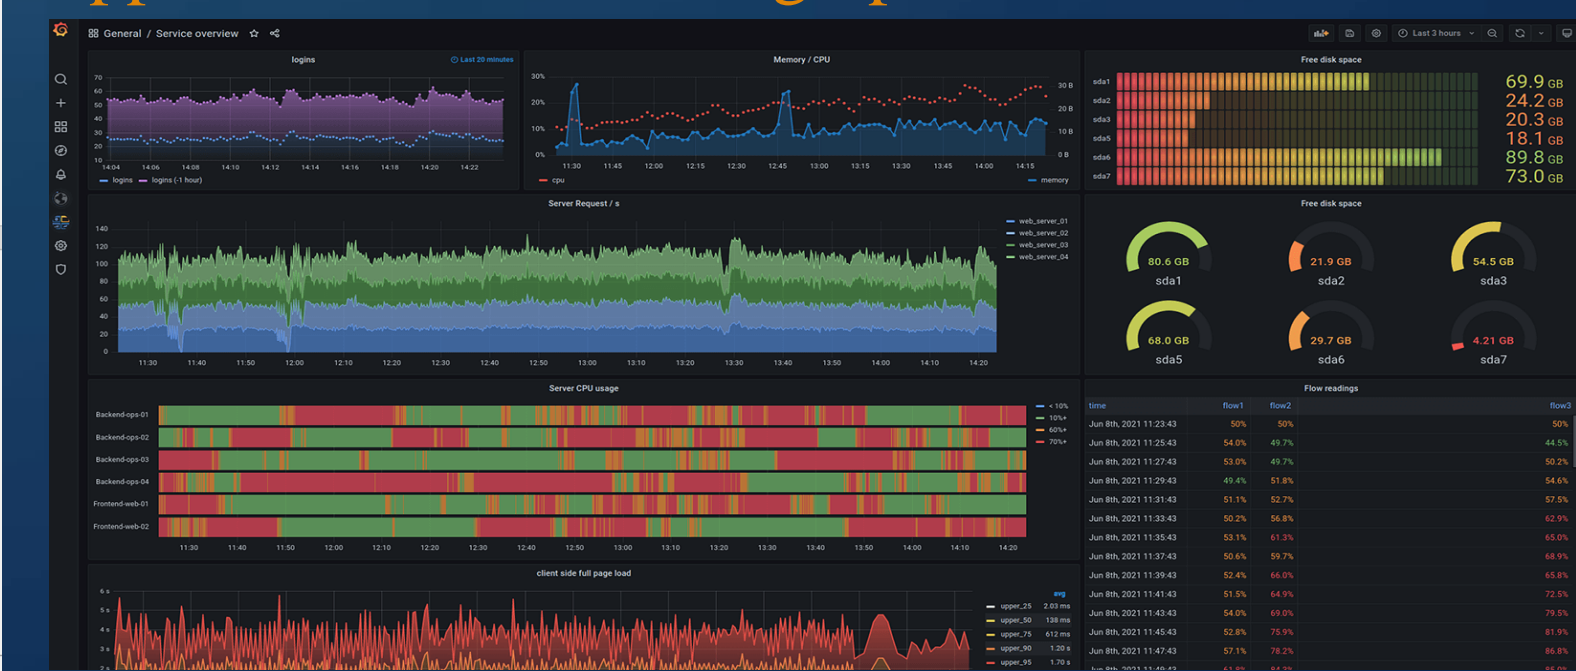 General / Service overview
Last 3 hours
logins
Last 20 minutes
70
60
50
40
30
20
10
14:04 14:06 14:08 14:10 14:12 14:14 14:16 14:18 14:20 14:22
logins logins (-1 hour)
Memory / CPU
30%
20%
10%
0%
30 B
20 B
10 B
0 B
11:30 11:45 12:00 12:15 12:30 12:45 13:00 13:15 13:30 13:45 14:00 14:15
cpu memory
Free disk space
sda1 69.9 GB
sda2 24.2 GB
sda3 20.3 GB
sda5 18.1 GB
sda6 89.8 GB
sda7 73.0 GB
Server Request / s
140
120
100
80
60
40
20
0
11:30 11:40 11:50 12:00 12:10 12:20 12:30 12:40 12:50 13:00 13:10 13:20 13:30 13:40 13:50 14:00 14:10 14:20
web_server_01
web_server_02
web_server_03
web_server_04
Free disk space
80.6 GB 21.9 GB 54.5 GB
sda1 sda2 sda3
68.0 GB 29.7 GB 4.21 GB
sda5 sda6 sda7
Server CPU usage
Backend-ops-01
Backend-ops-02
Backend-ops-03
Backend-ops-04
Frontend-web-01
Frontend-web-02
11:30 11:40 11:50 12:00 12:10 12:20 12:30 12:40 12:50 13:00 13:10 13:20 13:30 13:40 13:50 14:00 14:10 14:20
< 10%
10%+
60%+
70%+
Flow readings
time flow1 flow2 flow3
Jun 8th, 2021 11:23:43 50% 50% 50%
Jun 8th, 2021 11:25:43 54.0% 49.7% 44.5%
Jun 8th, 2021 11:27:43 53.0% 49.7% 50.2%
Jun 8th, 2021 11:29:43 49.4% 51.8% 54.6%
Jun 8th, 2021 11:31:43 51.1% 52.7% 57.5%
Jun 8th, 2021 11:33:43 50.2% 56.8% 62.9%
Jun 8th, 2021 11:35:43 53.1% 61.3% 65.0%
Jun 8th, 2021 11:37:43 50.6% 59.7% 68.9%
Jun 8th, 2021 11:39:43 52.4% 66.0% 65.8%
Jun 8th, 2021 11:41:43 51.5% 64.9% 72.5%
Jun 8th, 2021 11:43:43 54.0% 69.0% 79.5%
Jun 8th, 2021 11:45:43 52.8% 75.9% 81.9%
Jun 8th, 2021 11:47:43 57.1% 78.2% 86.8%
client side full page load
6 s
5 s
4 s
3 s
2 s
avg
upper_25 2.03 ms
upper_50 138 ms
upper_75 612 ms
upper_90 1.20 s
upper_95 1.70 s